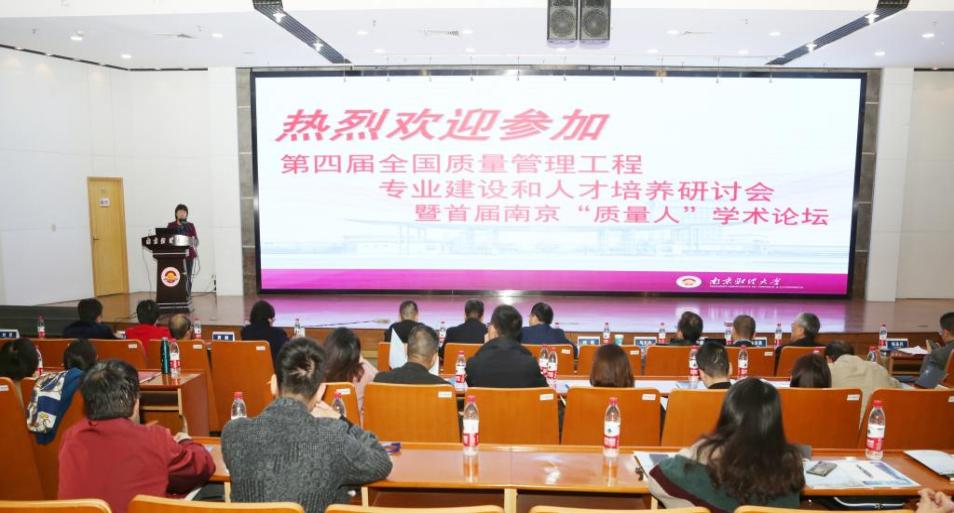 热烈欢迎参加
第四届全国质量管理工程
专业建设和人才培养研讨会
暨首届南京“质量人”学术论坛
南京财经大学